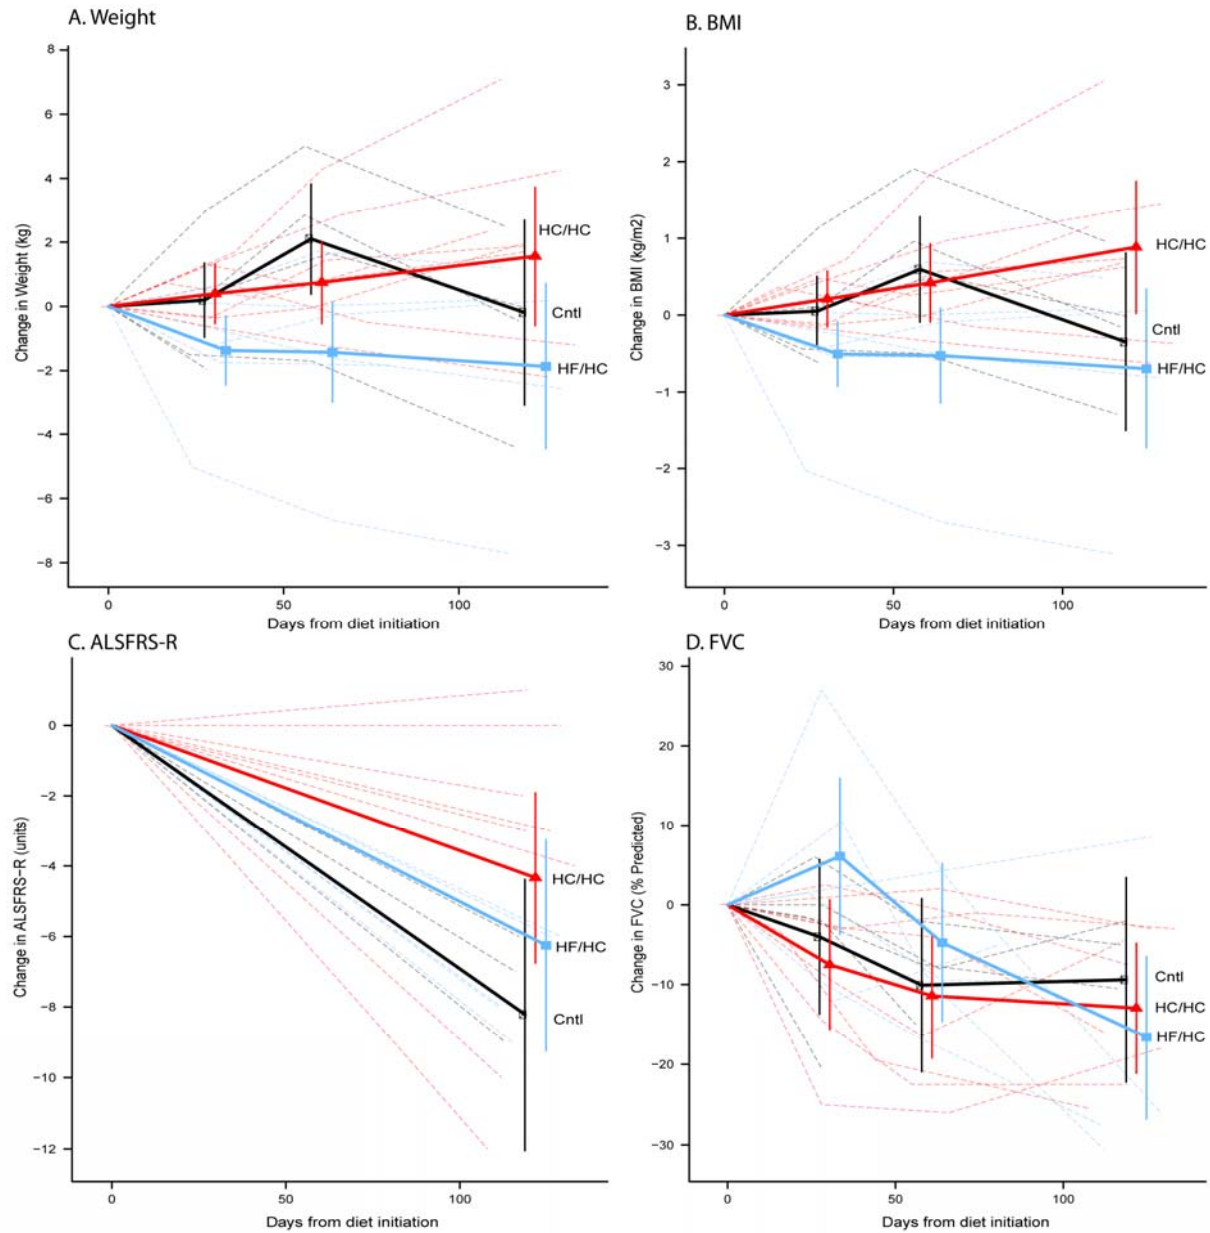 A. Weight
8
6
4
2
0
−2
−4
−6
−8
Change in Weight (kg)
HC/HC
Cntl
HF/HC
0 50 100
Days from diet initiation
B. BMI
3
2
1
0
−1
−2
−3
Change in BMI (kg/m2)
HC/HC
Cntl
HF/HC
0 50 100
Days from diet initiation
C. ALSFRS-R
0
−2
−4
−6
−8
−10
−12
Change in ALSFRS−R (units)
HC/HC
HF/HC
Cntl
0 50 100
Days from diet initiation
D. FVC
30
20
10
0
−10
−20
−30
Change in FVC (% Predicted)
Cntl
HC/HC
HF/HC
0 50 100
Days from diet initiation